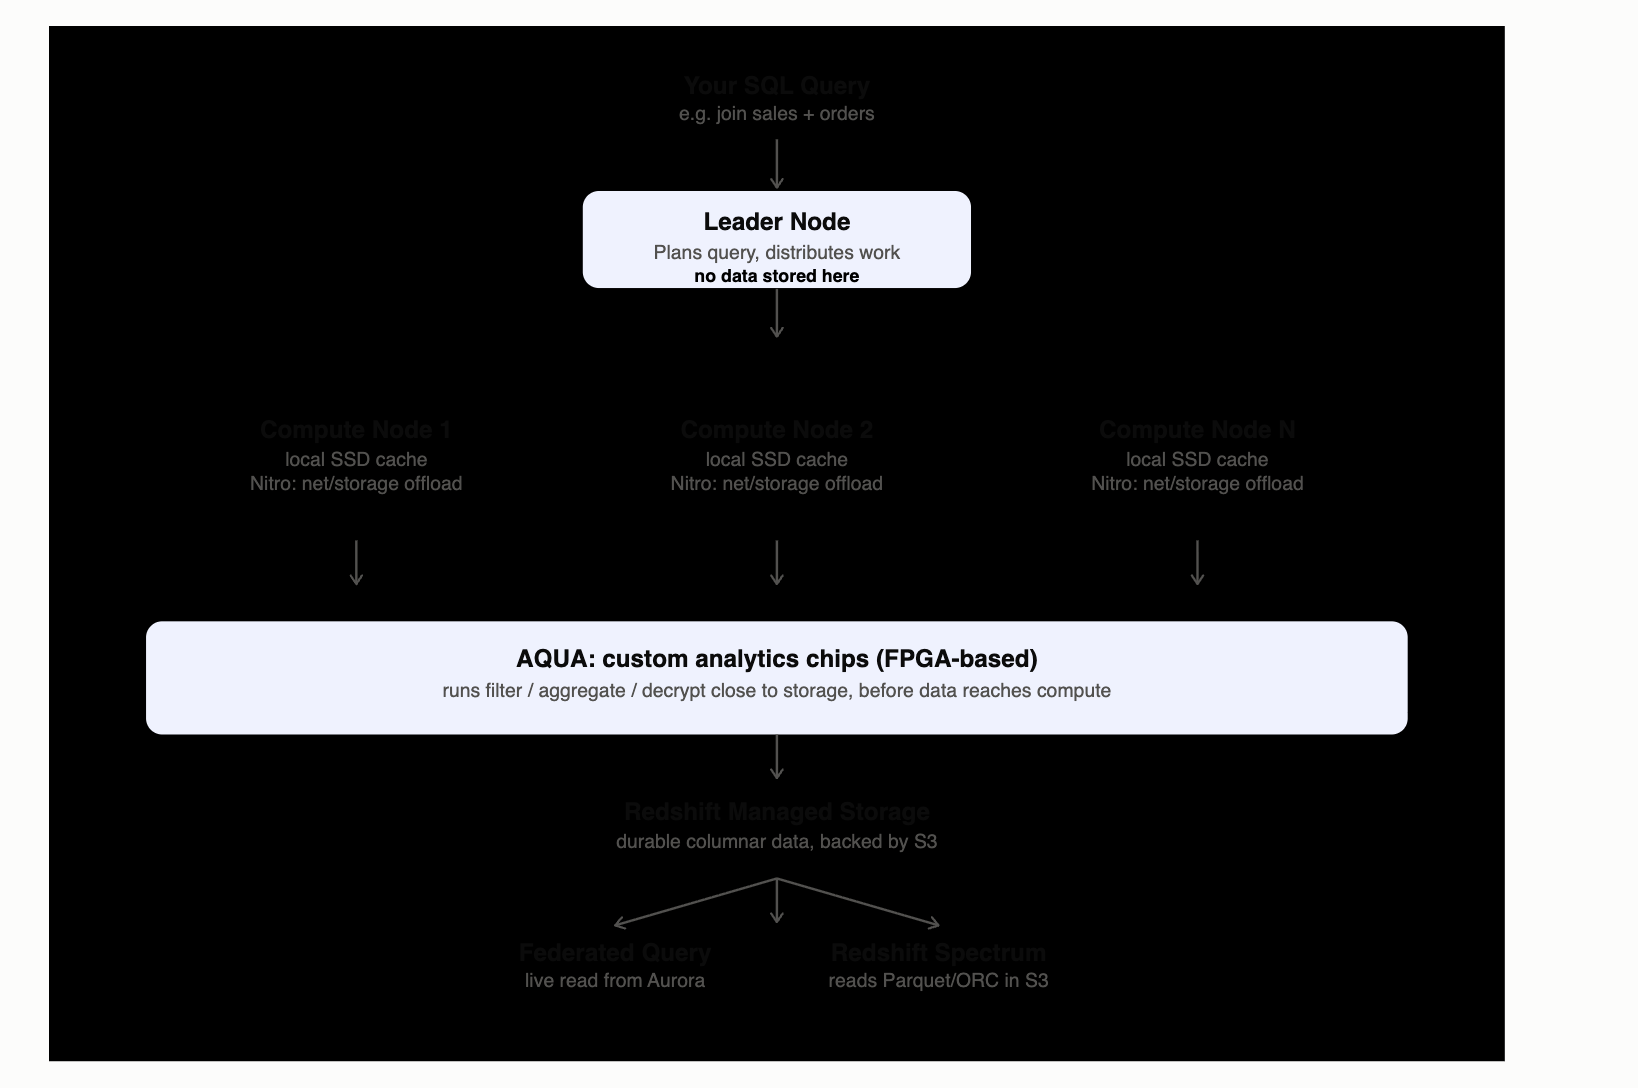 Your SQL Query
e.g. join sales + orders
Leader Node
Plans query, distributes work
no data stored here
Compute Node 1
Compute Node 2
Compute Node N
local SSD cache
local SSD cache
local SSD cache
Nitro: net/storage offload
Nitro: net/storage offload
Nitro: net/storage offload
AQUA: custom analytics chips (FPGA-based)
runs filter / aggregate / decrypt close to storage, before data reaches compute
Redshift Managed Storage
durable columnar data, backed by S3
Federated Query
Redshift Spectrum
live read from Aurora
reads Parquet/ORC in S3